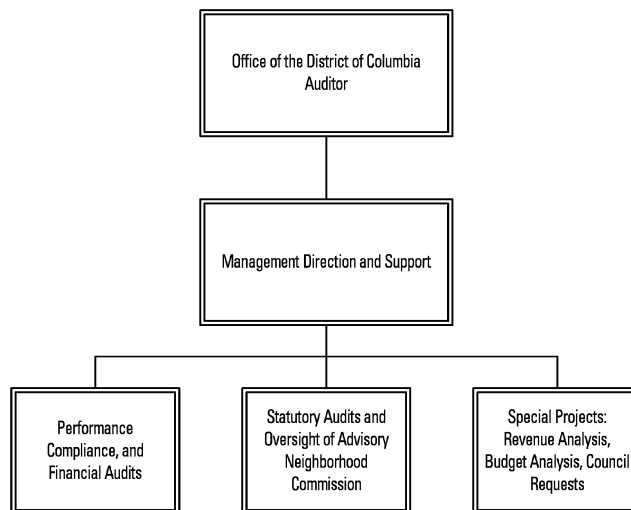 Office of the District of Columbia
Auditor
Management Direction and Support
Performance
Compliance, and
Financial Audits
Statutory Audits and
Oversight of Advisory
Neighborhood
Commission
Special Projects:
Revenue Analysis,
Budget Analysis, Council
Requests